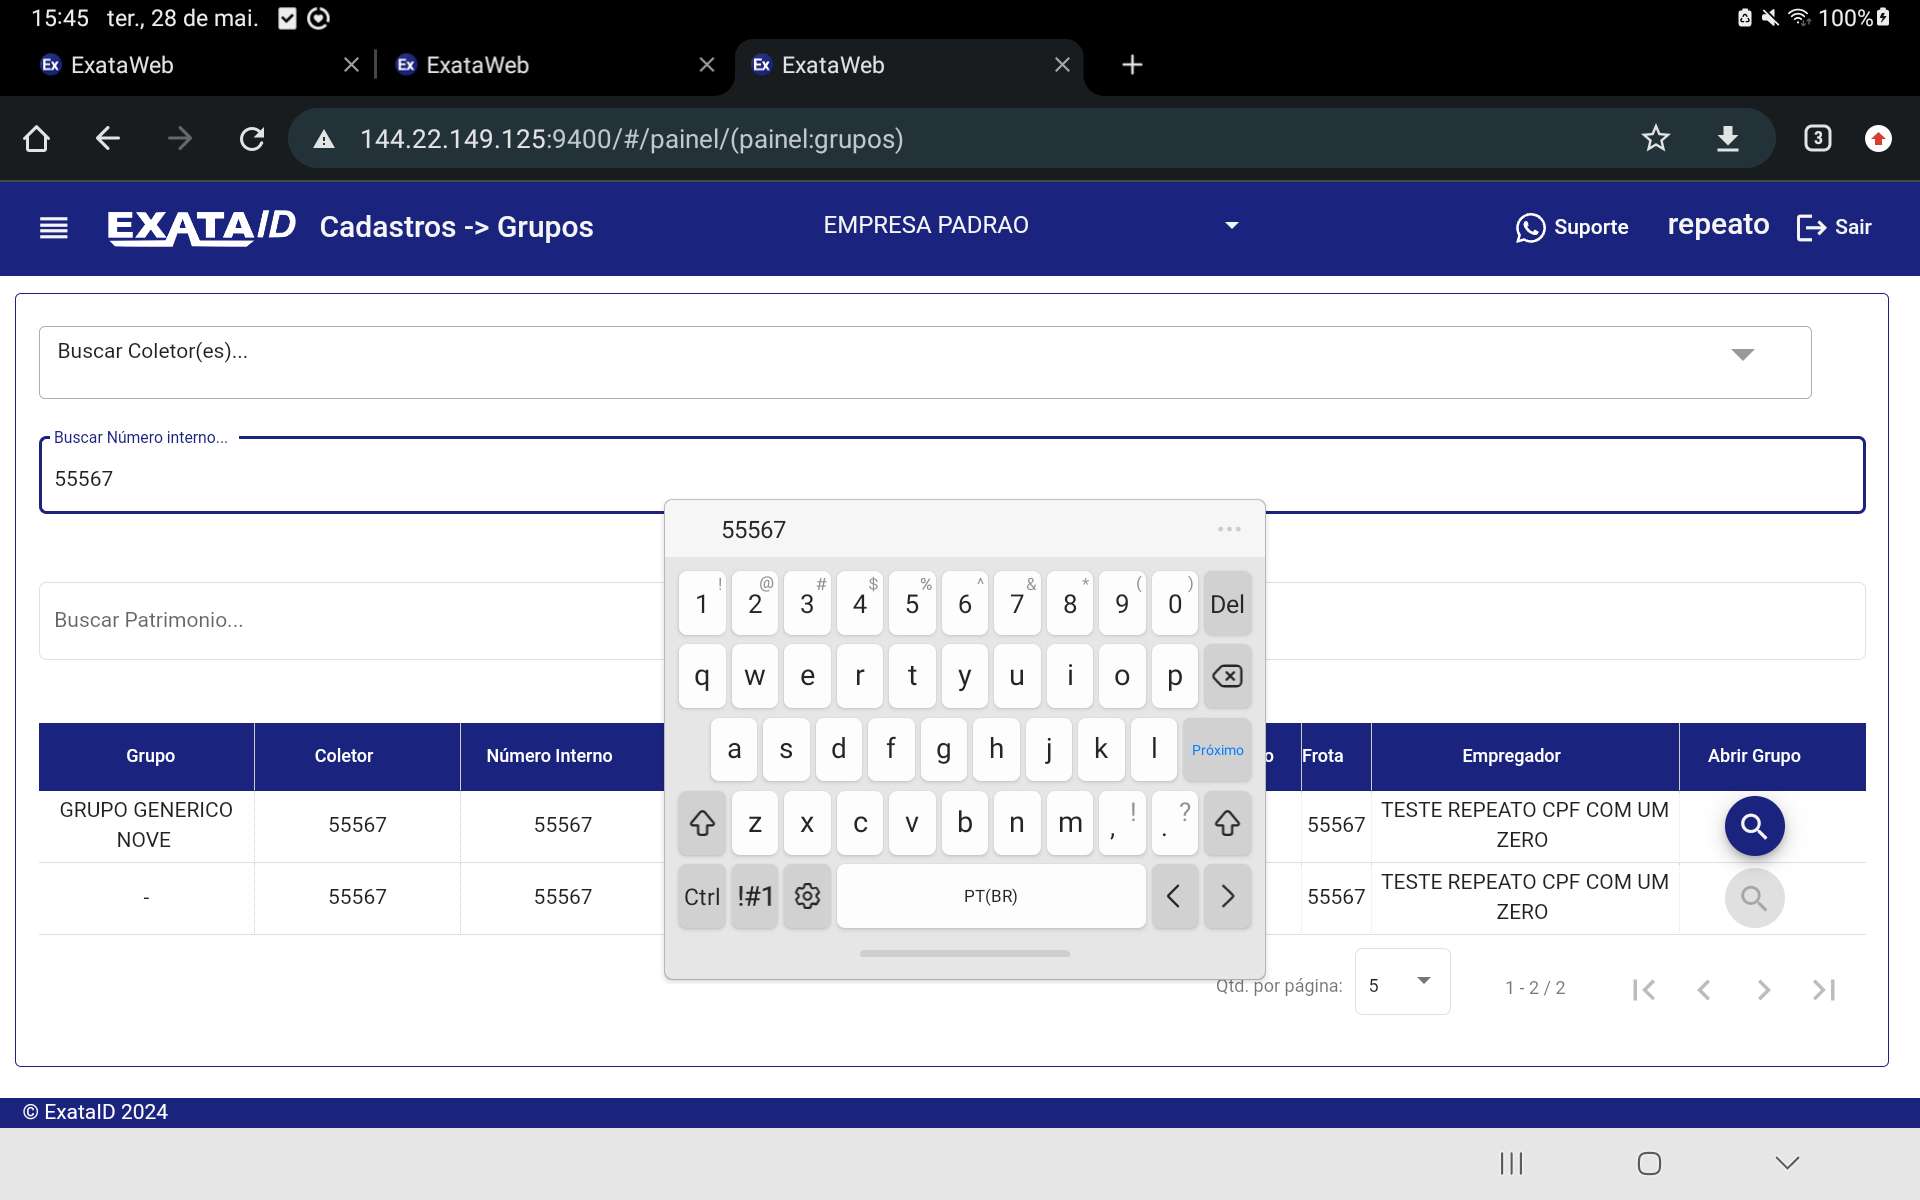 15:45 ter., 28 de mai.
100%
Ex ExataWeb
Ex ExataWeb
Ex ExataWeb
144.22.149.125:9400/#/painel/(painel:grupos)
3
EXATA/ID
Cadastros -> Grupos
EMPRESA PADRAO
Suporte
repeato
Sair
Buscar Coletor(es)...
Buscar Número interno...
55567
Buscar Patrimonio...
55567
! @ # $ % ^ & * ( )
1 2 3 4 5 6 7 8 9 0 Del
q w e r t y u i o p
a s d f g h j k l Próximo
! ?
z x c v b n m , .
Ctrl !#1 PT(BR)
Grupo Coletor Número Interno o Frota Empregador Abrir Grupo
GRUPO GENERICO NOVE 55567 55567 55567 TESTE REPEATO CPF COM UM ZERO
- 55567 55567 55567 TESTE REPEATO CPF COM UM ZERO
Qtd. por página: 5 1 - 2 / 2
© ExataID 2024